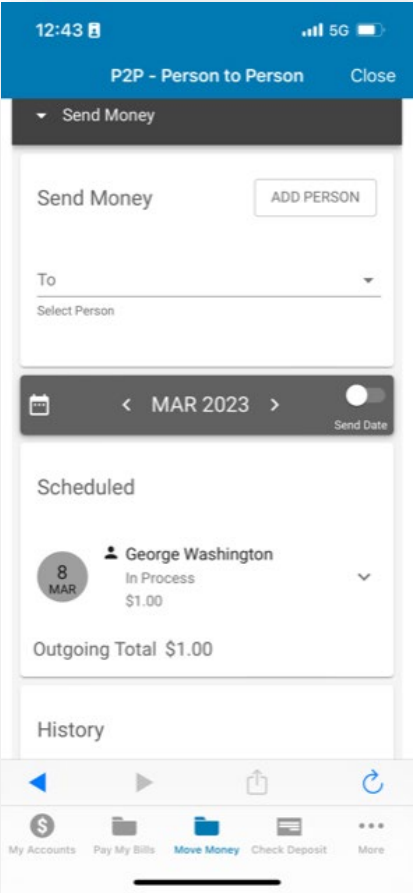 12:43 5G
P2P - Person to Person Close
Send Money
Send Money ADD PERSON
To
Select Person
MAR 2023
Send Date
Scheduled
8
MAR
George Washington
In Process
$1.00
Outgoing Total $1.00
History
My Accounts Pay My Bills Move Money Check Deposit More